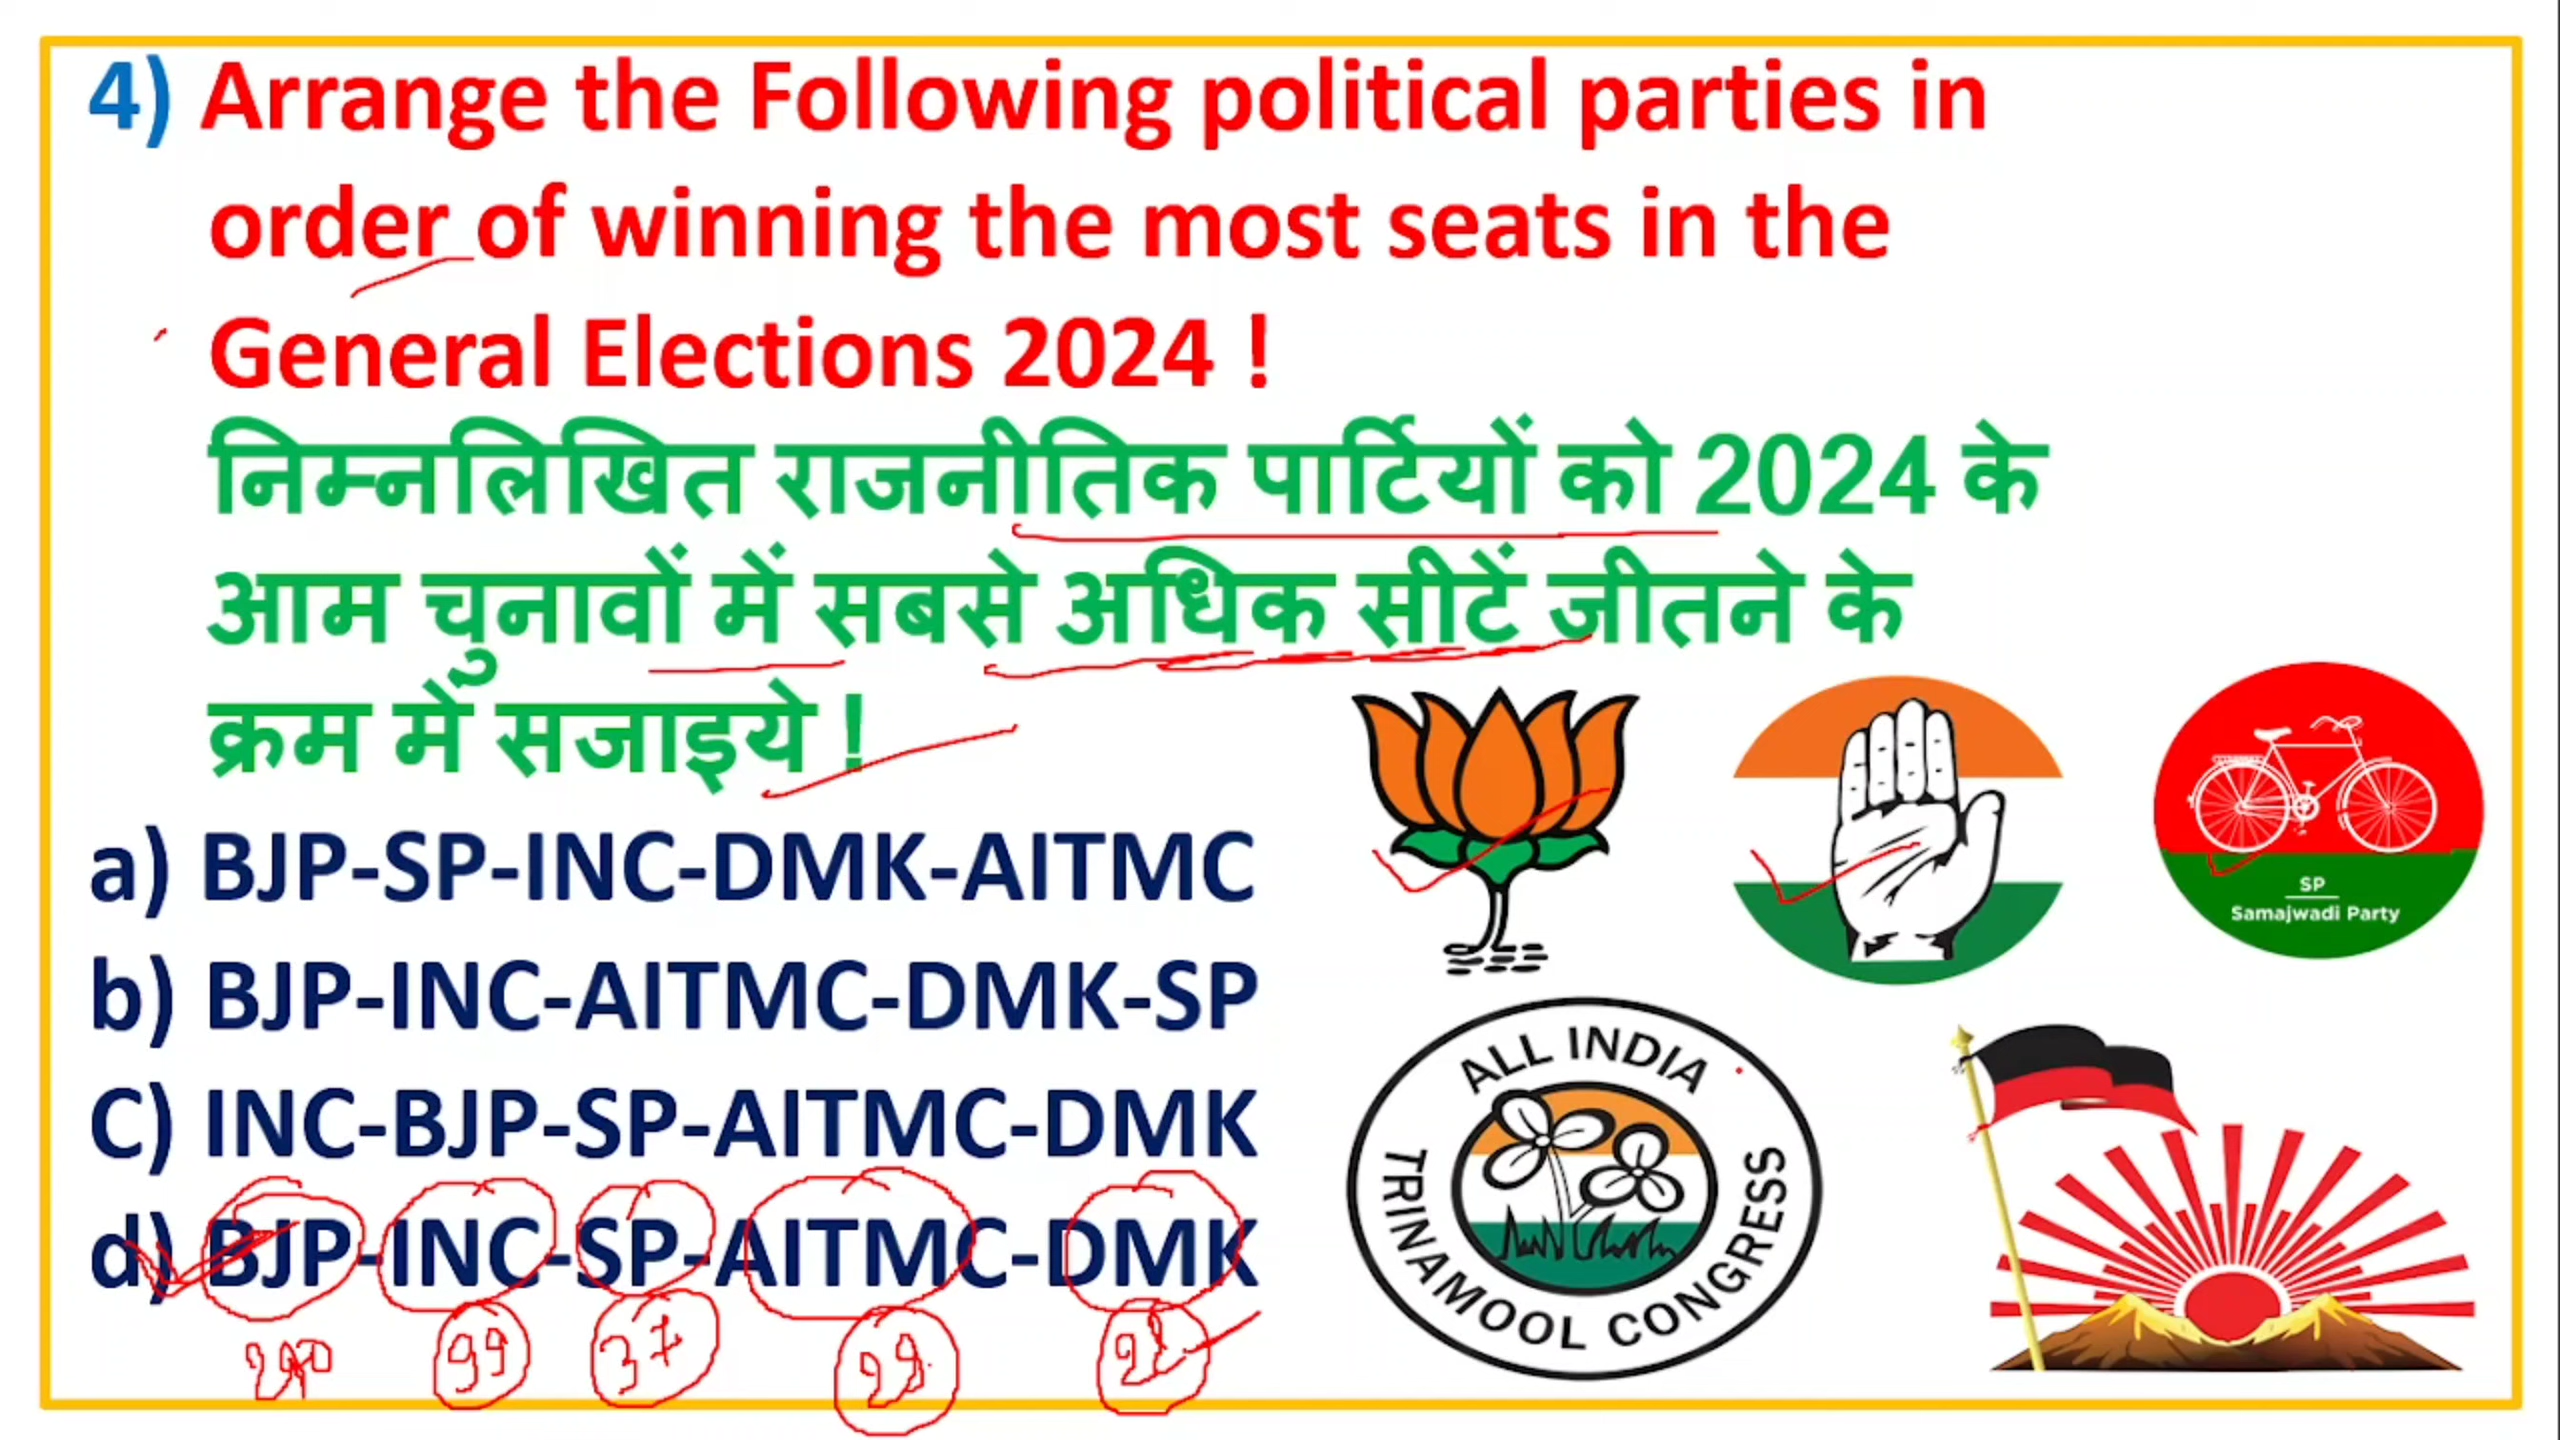 4) Arrange the Following political parties in
order of winning the most seats in the
General Elections 2024 !
निम्नलिखित राजनीतिक पार्टियों को 2024 के
आम चुनावों में सबसे अधिक सीटें जीतने के
क्रम में सजाइये !
a) BJP-SP-INC-DMK-AITMC
b) BJP-INC-AITMC-DMK-SP
C) INC-BJP-SP-AITMC-DMK
d) BJP-INC-SP-AITMC-DMK
99 37
SP
Samajwadi Party
ALL INDIA
TRINAMOOL CONGRESS